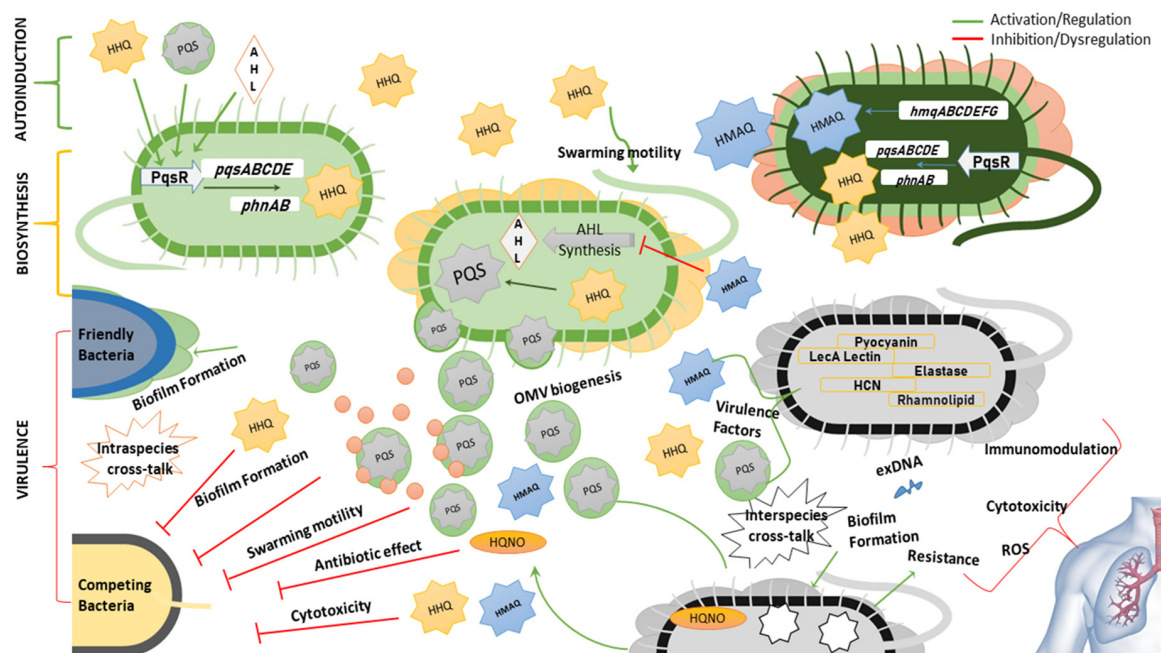 Activation/Regulation
Inhibition/Dysregulation
AUTOINDUCTION
BIOSYNTHESIS
VIRULENCE
HHQ
PQS
A
H
L
HHQ
HHQ
HHQ
PqsR
pqsABCDE
phnAB
HHQ
Swarming motility
HMAQ
HMAQ
hmqABCDEFG
pqsABCDE
PqsR
phnAB
HHQ
HHQ
A
H
L
AHL
Synthesis
PQS
HHQ
HMAQ
PQS
PQS
Friendly
Bacteria
Biofilm Formation
PQS
PQS
OMV biogenesis
HMAQ
Virulence
Factors
Pyocyanin
LecA Lectin
Elastase
HCN
Rhamnolipid
Intraspecies
cross-talk
HHQ
Biofilm Formation
PQS
PQS
PQS
HHQ
PQS
HMAQ
PQS
PQS
Swarming motility
Antibiotic effect
HQNO
Interspecies
cross-talk
exDNA
Biofilm
Formation
Resistance
Immunomodulation
Cytotoxicity
ROS
Competing
Bacteria
Cytotoxicity
HHQ
HMAQ
HQNO